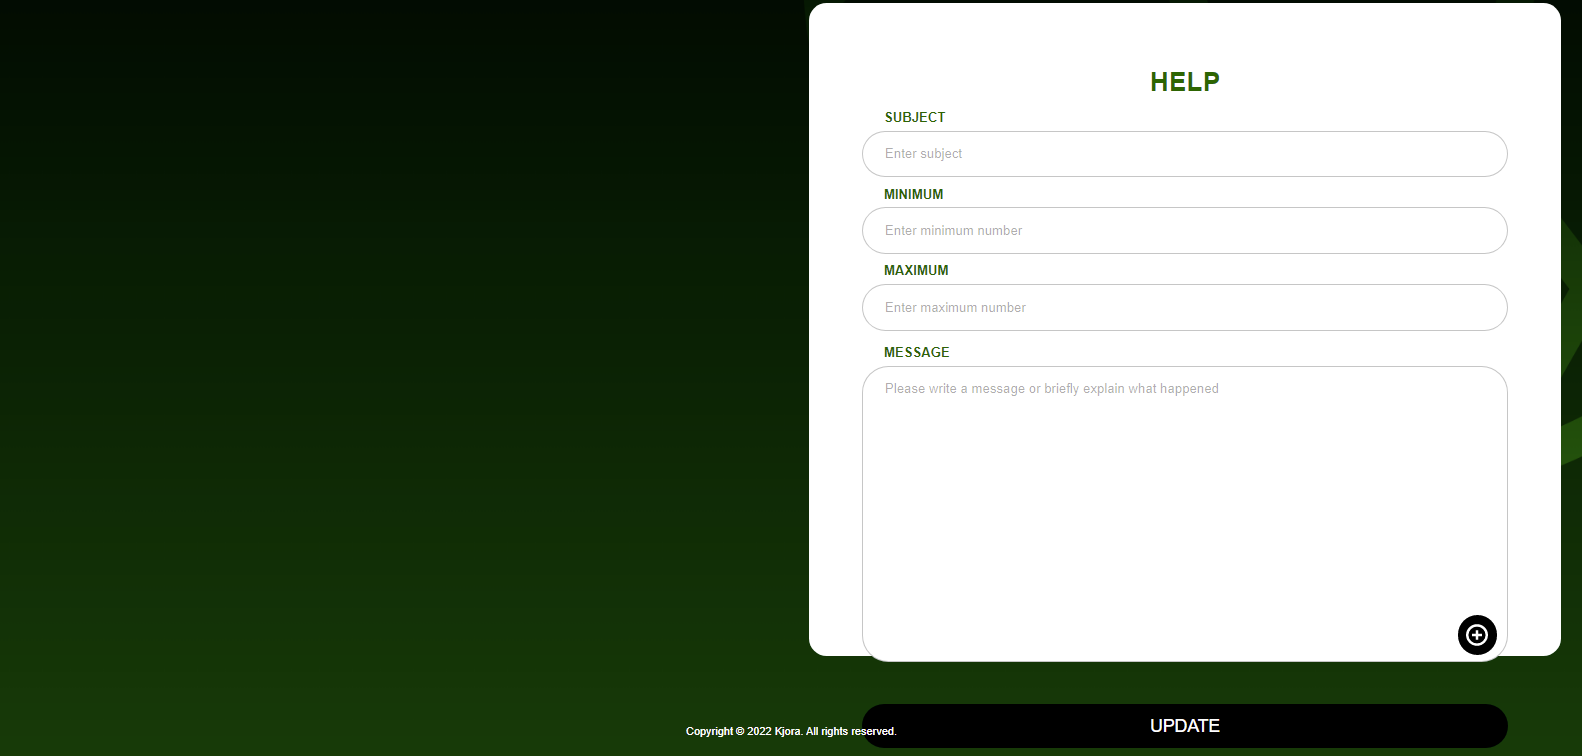 HELP
SUBJECT
Enter subject
MINIMUM
Enter minimum number
MAXIMUM
Enter maximum number
MESSAGE
Please write a message or briefly explain what happened
UPDATE
Copyright © 2022 Kjora. All rights reserved.